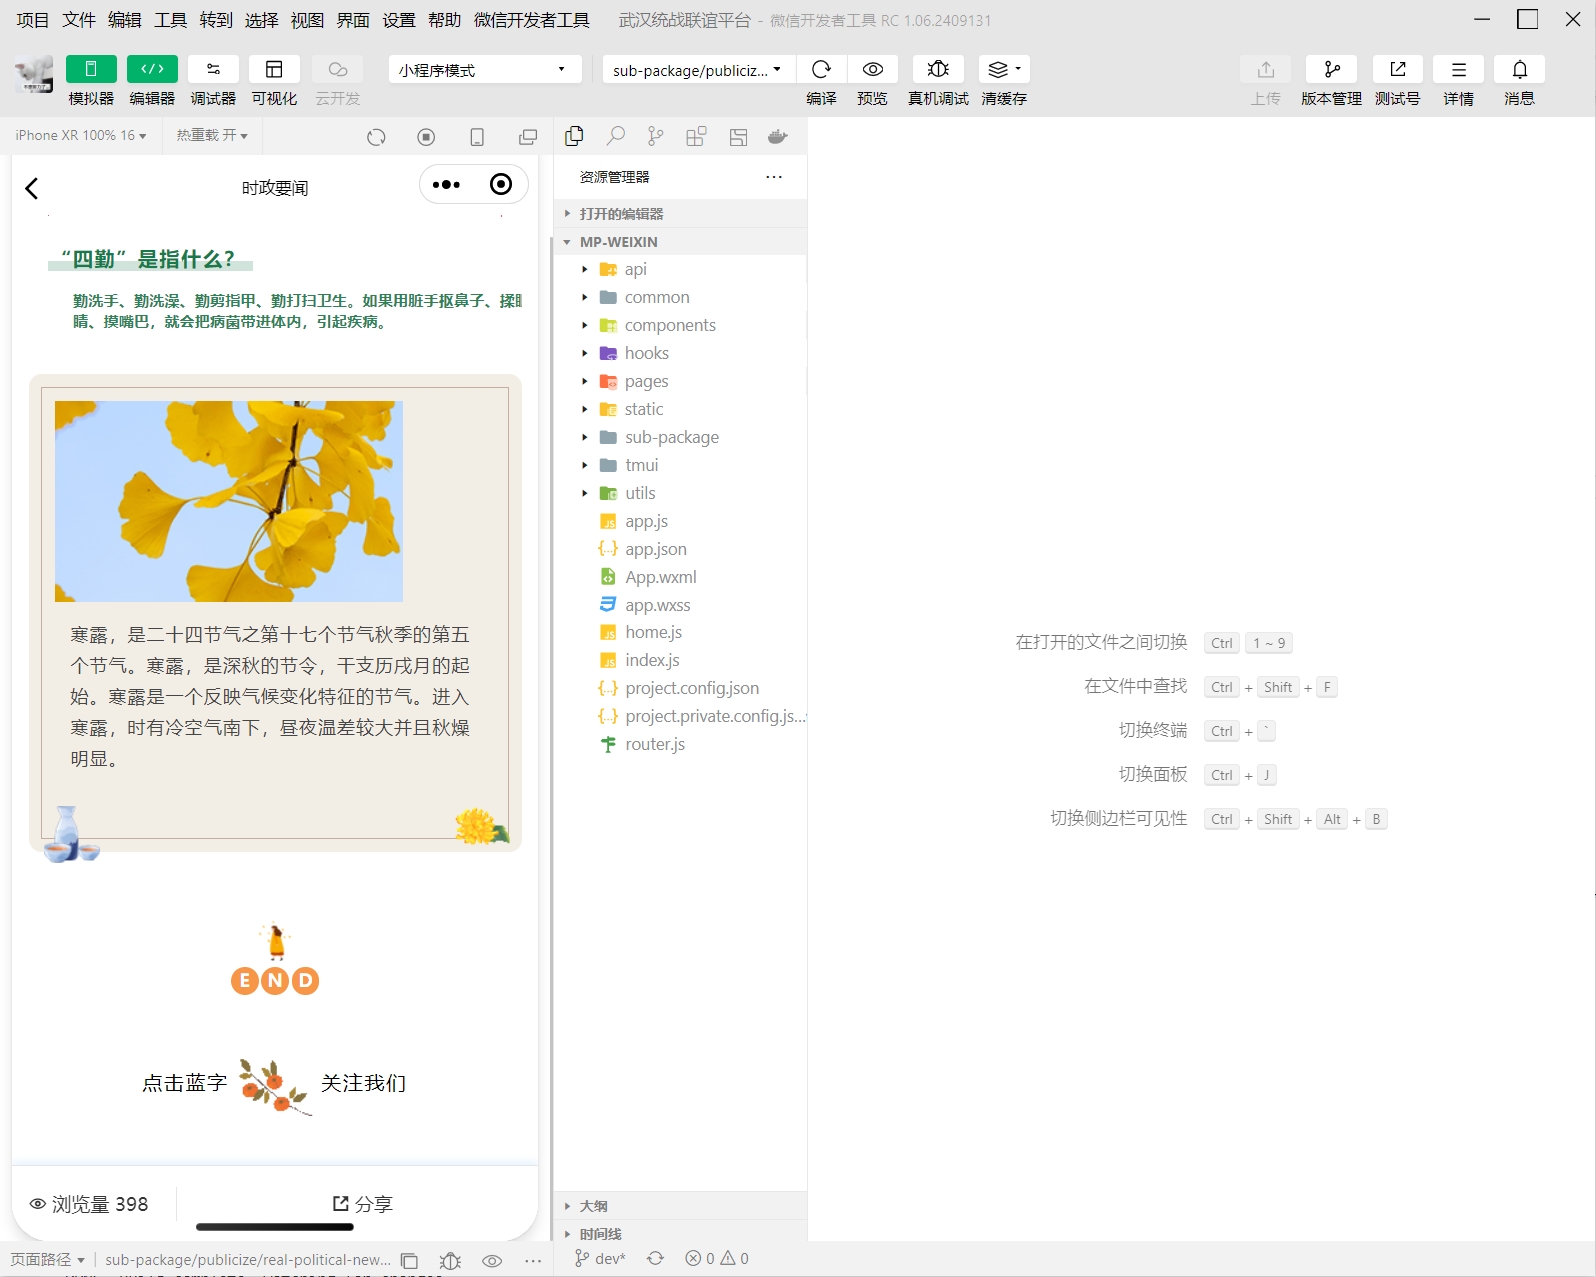 项目 文件 编辑 工具 转到 选择 视图 界面 设置 帮助 微信开发者工具 武汉统战联谊平台 - 微信开发者工具 RC 1.06.2409131
小程序模式 sub-package/publiciz...
模拟器 编辑器 调试器 可视化 云开发 编译 预览 真机调试 清缓存 上传 版本管理 测试号 详情 消息
iPhone XR 100% 16 热重载 开
时政要闻
“四勤”是指什么？
勤洗手、勤洗澡、勤剪指甲、勤打扫卫生。如果用脏手抠鼻子、揉眼
睛、摸嘴巴，就会把病菌带进体内，引起疾病。
寒露，是二十四节气之第十七个节气秋季的第五
个节气。寒露，是深秋的节令，干支历戌月的起
始。寒露是一个反映气候变化特征的节气。进入
寒露，时有冷空气南下，昼夜温差较大并且秋燥
明显。
END
点击蓝字 关注我们
浏览量 398 分享
页面路径 sub-package/publicize/real-political-new...
资源管理器
打开的编辑器
MP-WEIXIN
api
common
components
hooks
pages
static
sub-package
tmui
utils
app.js
app.json
App.wxml
app.wxss
home.js
index.js
project.config.json
project.private.config.js...
router.js
大纲
时间线
dev* 0 0
在打开的文件之间切换 Ctrl 1 ~ 9
在文件中查找 Ctrl + Shift + F
切换终端 Ctrl + `
切换面板 Ctrl + J
切换侧边栏可见性 Ctrl + Shift + Alt + B